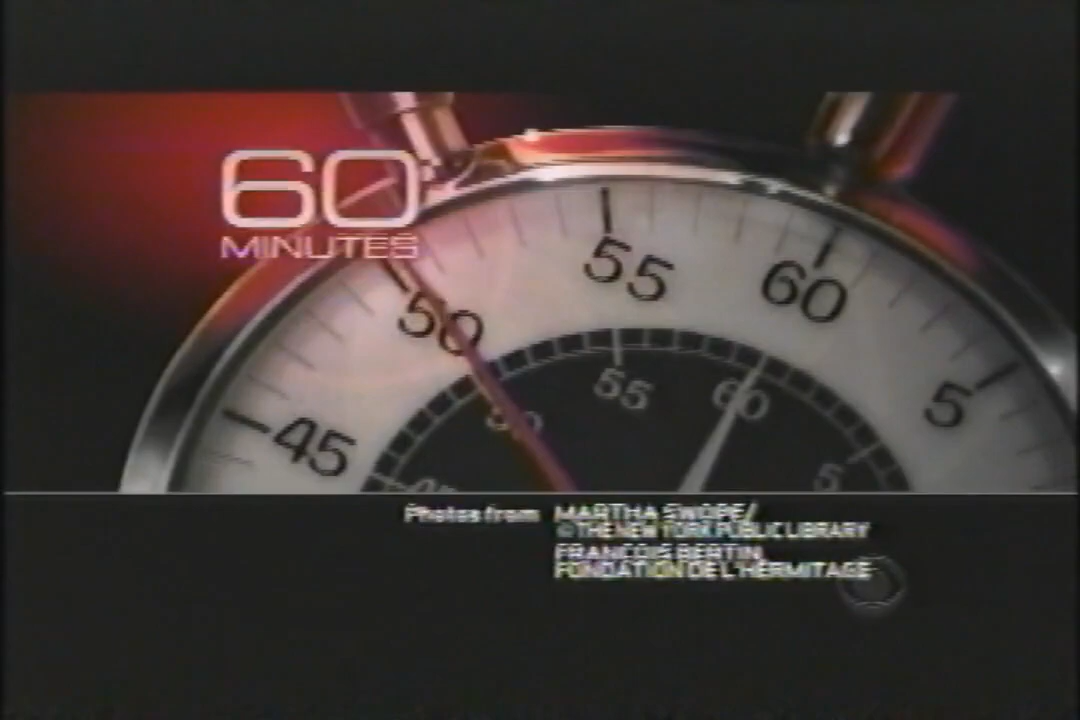 60
MINUTES
55
60
50
5
45
55
60
50
5
Photos from MARTHA SWOPE/
© THE NEW YORK PUBLIC LIBRARY
FRANCOIS BERTIN,
FONDATION DE L'HERMITAGE